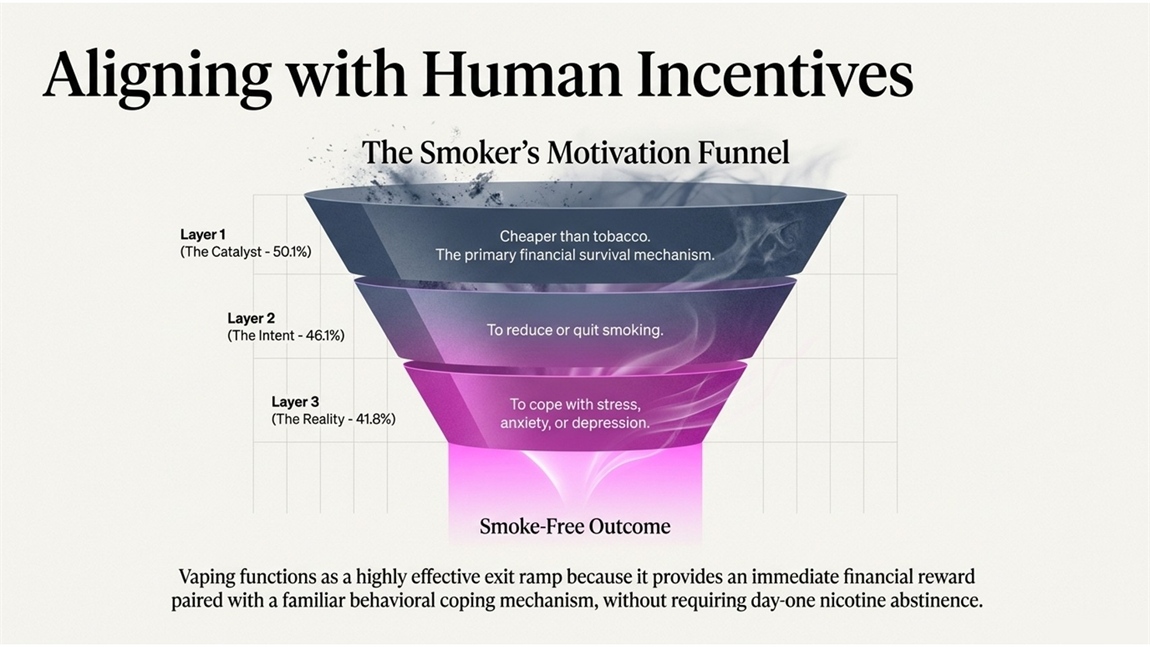 Aligning with Human Incentives
The Smoker’s Motivation Funnel
Layer 1
(The Catalyst - 50.1%)
Cheaper than tobacco.
The primary financial survival mechanism.
Layer 2
(The Intent - 46.1%)
To reduce or quit smoking.
Layer 3
(The Reality - 41.8%)
To cope with stress,
anxiety, or depression.
Smoke-Free Outcome
Vaping functions as a highly effective exit ramp because it provides an immediate financial reward
paired with a familiar behavioral coping mechanism, without requiring day-one nicotine abstinence.